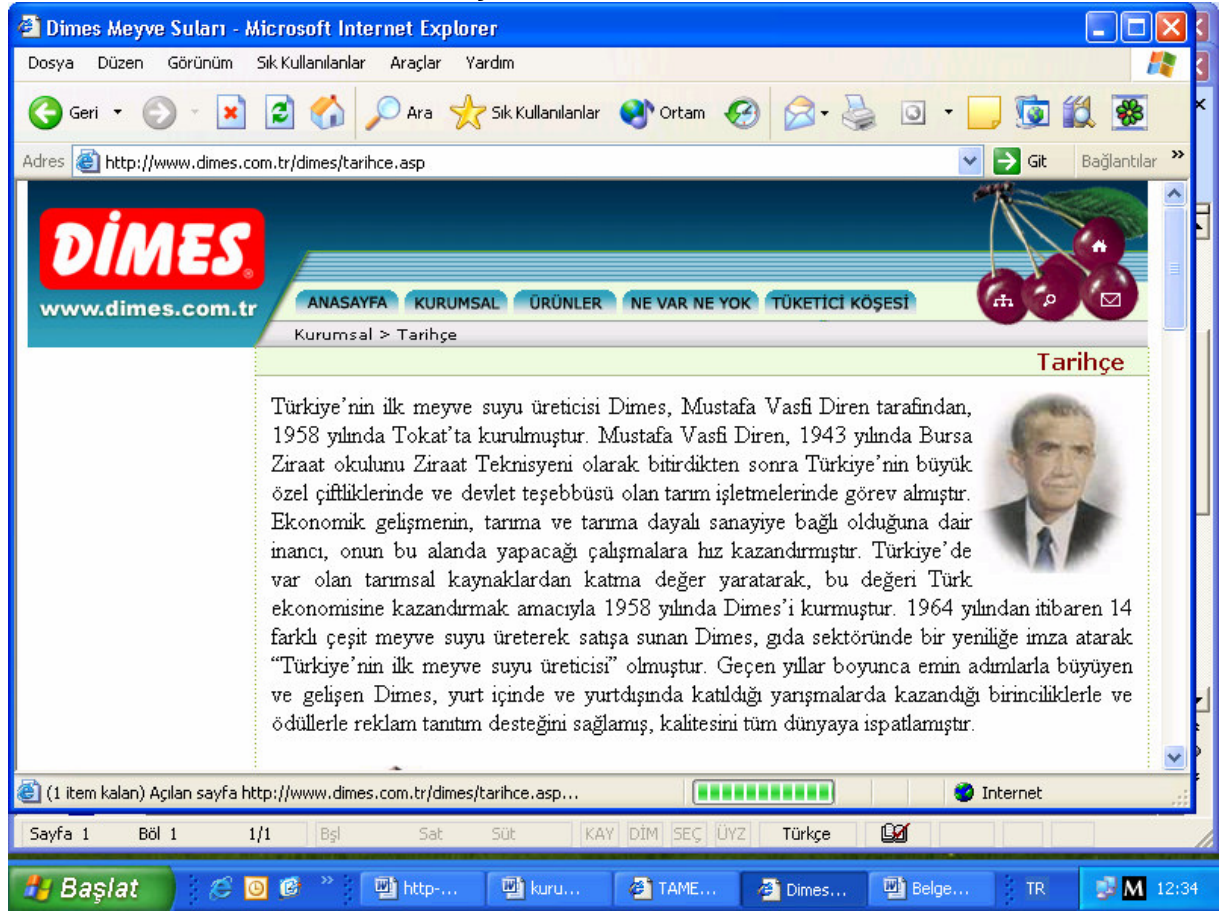 Dimes Meyve Suları - Microsoft Internet Explorer
Dosya Düzen Görünüm Sık Kullanılanlar Araçlar Yardım
Geri Ara Sık Kullanılanlar Ortam
Adres http://www.dimes.com.tr/dimes/tarihce.asp Git Bağlantılar »
DİMES®
www.dimes.com.tr
ANASAYFA KURUMSAL ÜRÜNLER NE VAR NE YOK TÜKETİCİ KÖŞESİ
Kurumsal > Tarihçe
Tarihçe
Türkiye'nin ilk meyve suyu üreticisi Dimes, Mustafa Vasfi Diren tarafından,
1958 yılında Tokat'ta kurulmuştur. Mustafa Vasfi Diren, 1943 yılında Bursa
Ziraat okulunu Ziraat Teknisyeni olarak bitirdikten sonra Türkiye'nin büyük
özel çiftliklerinde ve devlet teşebbüsü olan tarım işletmelerinde görev almıştır.
Ekonomik gelişmenin, tarıma ve tarıma dayalı sanayiye bağlı olduğuna dair
inancı, onun bu alanda yapacağı çalışmalara hız kazandırmıştır. Türkiye'de
var olan tarımsal kaynaklardan katma değer yaratarak, bu değeri Türk
ekonomisine kazandırmak amacıyla 1958 yılında Dimes'i kurmuştur. 1964 yılından itibaren 14
farklı çeşit meyve suyu üreterek satışa sunan Dimes, gıda sektöründe bir yeniliğe imza atarak
“Türkiye'nin ilk meyve suyu üreticisi” olmuştur. Geçen yıllar boyunca emin adımlarla büyüyen
ve gelişen Dimes, yurt içinde ve yurtdışında katıldığı yarışmalarda kazandığı birinciliklerle ve
ödüllerle reklam tanıtım desteğini sağlamış, kalitesini tüm dünyaya ispatlamıştır.
(1 item kalan) Açılan sayfa http://www.dimes.com.tr/dimes/tarihce.asp... Internet
Sayfa 1 Böl 1 1/1 Bşl Sat Süt KAY DİM SEÇ ÜYZ Türkçe
Başlat » http-... kuru... TAME... Dimes... Belge... TR M 12:34